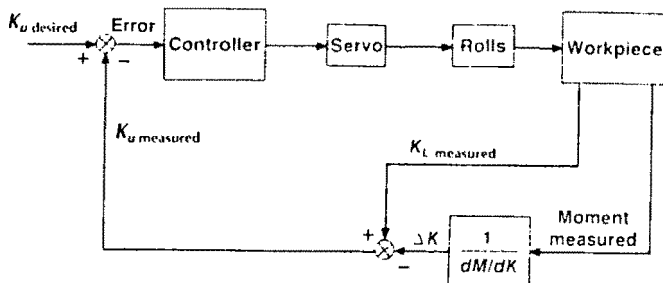 K_u desired
+
−
Error
Controller
Servo
Rolls
Workpiece
K_u measured
K_L measured
+
−
ΔK
1
dM/dK
Moment
measured